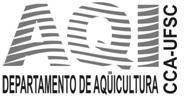 AQI
DEPARTAMENTO DE AQÜICULTURA
CCA-UFSC